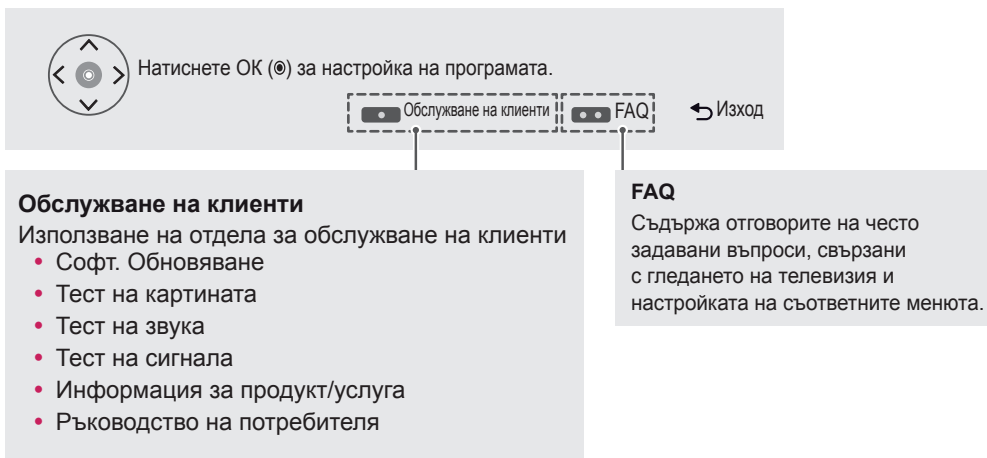 Натиснете ОК (◉) за настройка на програмата.
Обслужване на клиенти FAQ Изход
Обслужване на клиенти
Използване на отдела за обслужване на клиенти
• Софт. Обновяване
• Тест на картината
• Тест на звука
• Тест на сигнала
• Информация за продукт/услуга
• Ръководство на потребителя
FAQ
Съдържа отговорите на често
задавани въпроси, свързани
с гледането на телевизия и
настройката на съответните менюта.